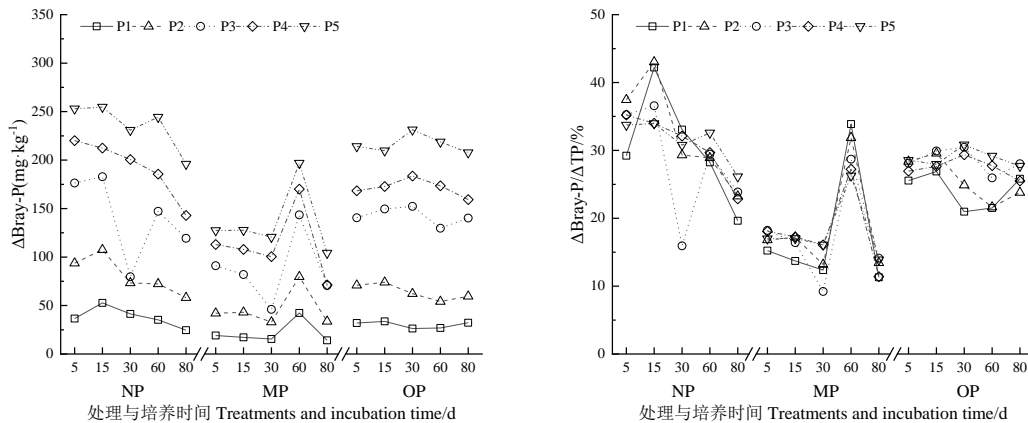 350
300
250
200
150
100
50
0
ΔBray-P(mg·kg⁻¹)
P1 P2 P3 P4 P5
5 15 30 60 80 5 15 30 60 80 5 15 30 60 80
NP MP OP
处理与培养时间 Treatments and incubation time/d
50
40
30
20
10
0
ΔBray-P/ΔTP/%
P1 P2 P3 P4 P5
5 15 30 60 80 5 15 30 60 80 5 15 30 60 80
NP MP OP
处理与培养时间 Treatments and incubation time/d